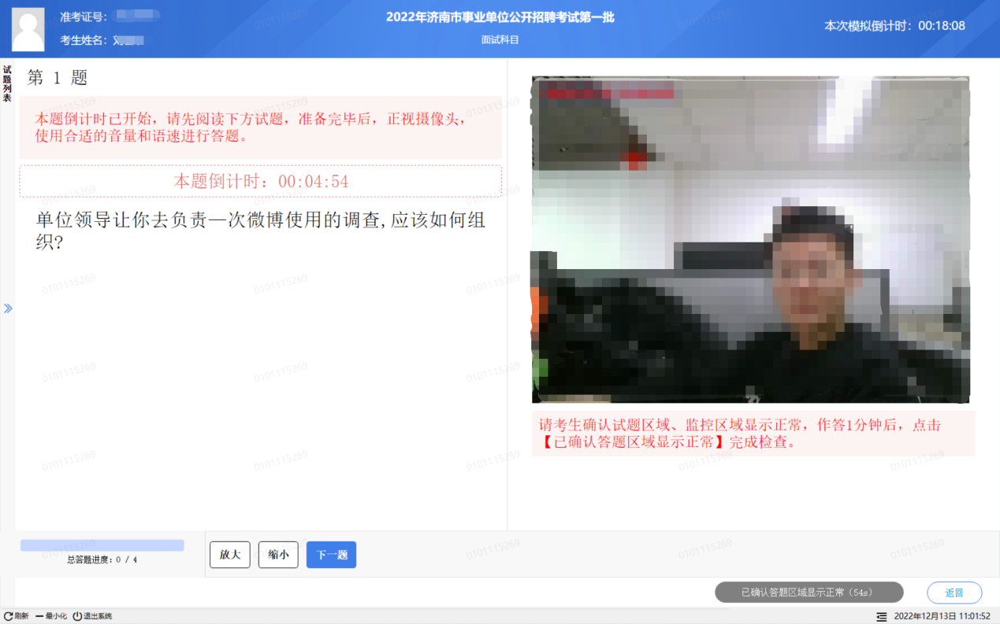 准考证号：
考生姓名：
2022年济南市事业单位公开招聘考试第一批
面试科目
本次模拟倒计时：00:18:08
试题列表
第 1 题
本题倒计时已开始，请先阅读下方试题，准备完毕后，正视摄像头，
使用合适的音量和语速进行答题。
本题倒计时：00:04:54
单位领导让你去负责一次微博使用的调查,应该如何组
织?
请考生确认试题区域、监控区域显示正常，作答1分钟后，点击
【已确认答题区域显示正常】完成检查。
总答题进度：0 / 4
放大 缩小 下一题
已确认答题区域显示正常（54s） 返回
刷新 最小化 退出系统 2022年12月13日 11:01:52
0101115269